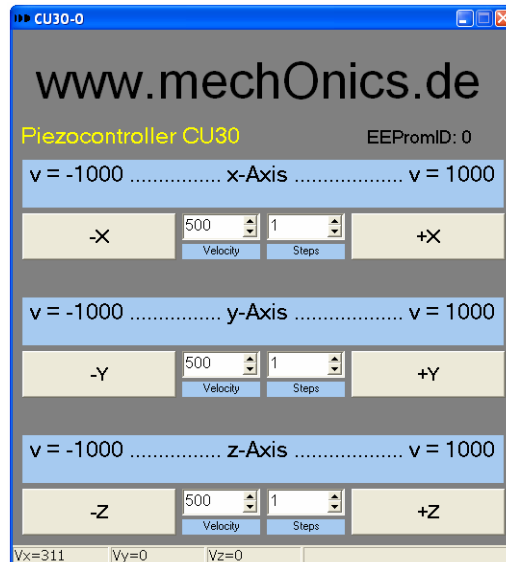 CU30-0
www.mechOnics.de
Piezocontroller CU30 EEPromID: 0
v = -1000 ................ x-Axis ................... v = 1000
-X 500 1 +X
Velocity Steps
v = -1000 ................ y-Axis ................... v = 1000
-Y 500 1 +Y
Velocity Steps
v = -1000 ................ z-Axis ................... v = 1000
-Z 500 1 +Z
Velocity Steps
Vx=311 Vy=0 Vz=0